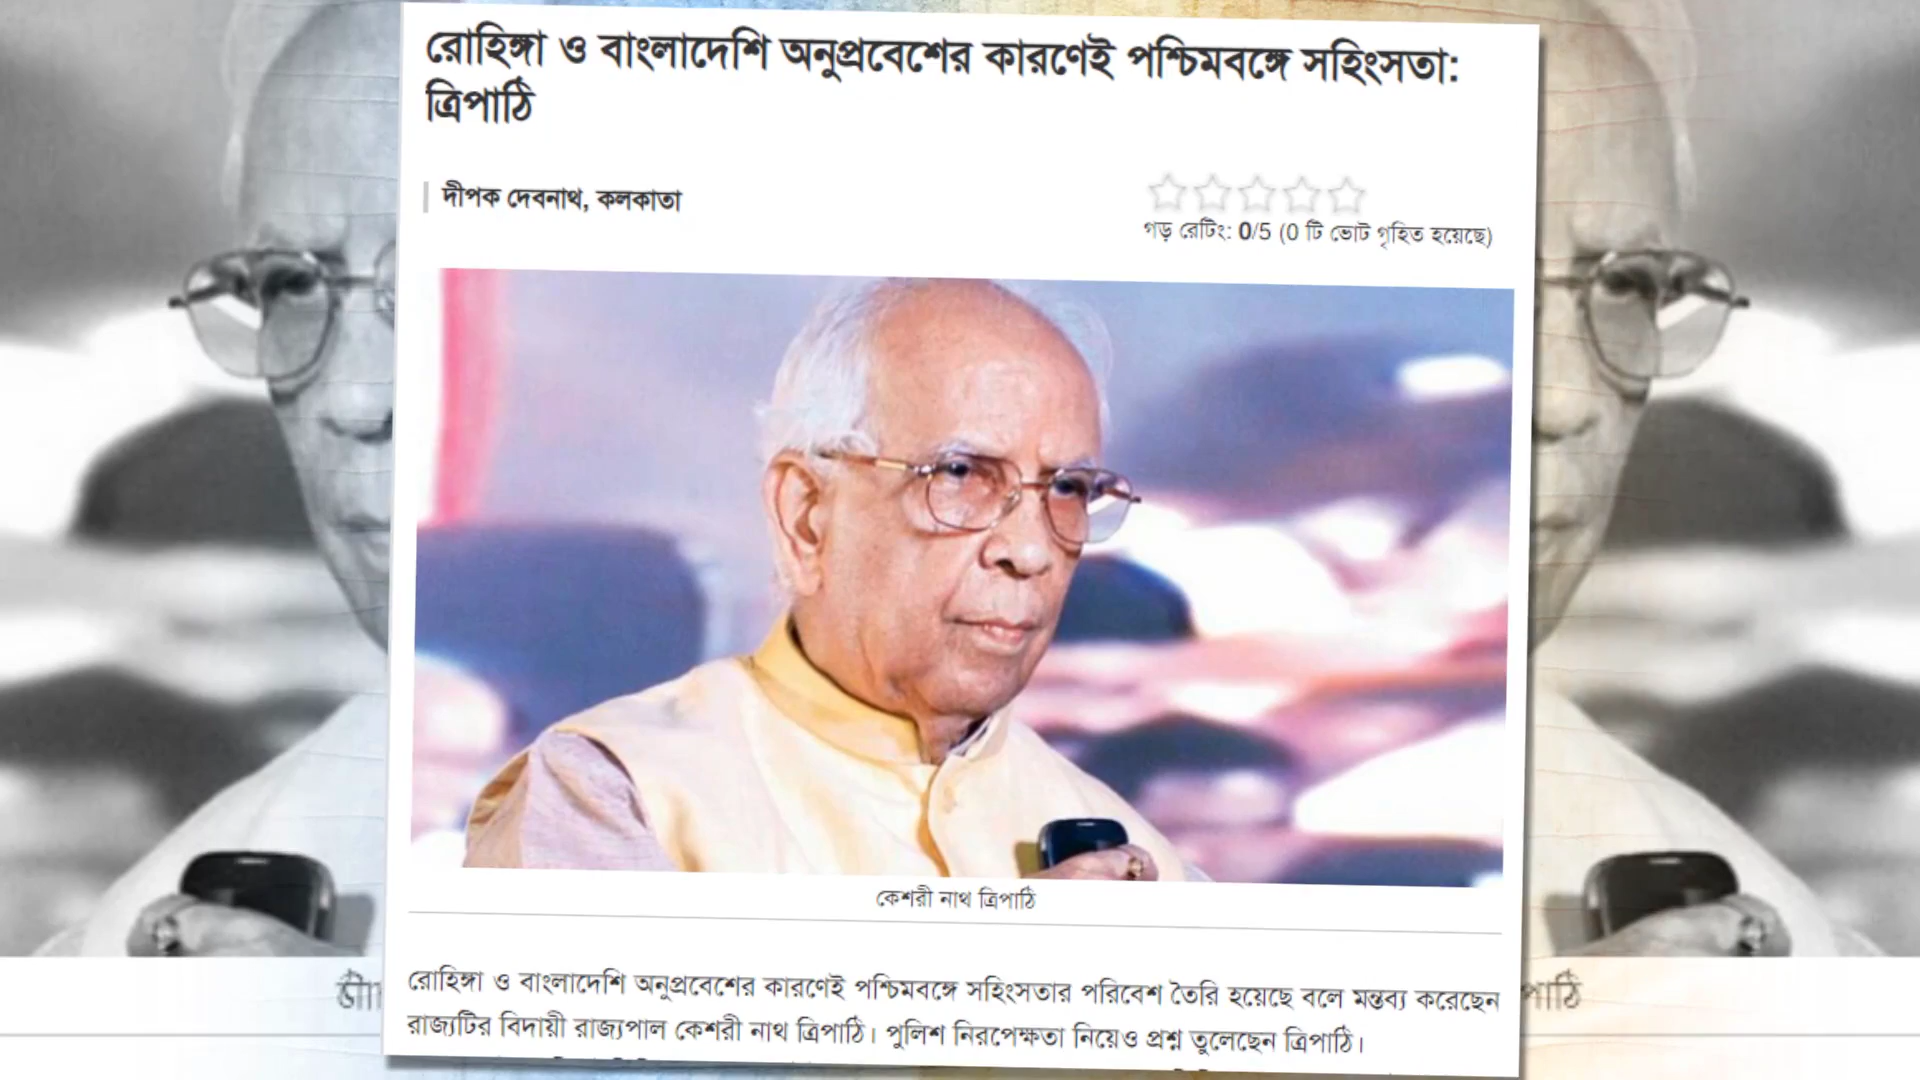 রোহিঙ্গা ও বাংলাদেশি অনুপ্রবেশের কারণেই পশ্চিমবঙ্গে সহিংসতা:
ত্রিপাঠি
দীপক দেবনাথ, কলকাতা
গড় রেটিং: 0/5 (0 টি ভোট গৃহিত হয়েছে)
কেশরী নাথ ত্রিপাঠি
রোহিঙ্গা ও বাংলাদেশি অনুপ্রবেশের কারণেই পশ্চিমবঙ্গে সহিংসতার পরিবেশ তৈরি হয়েছে বলে মন্তব্য করেছেন
রাজ্যটির বিদায়ী রাজ্যপাল কেশরী নাথ ত্রিপাঠি। পুলিশ নিরপেক্ষতা নিয়েও প্রশ্ন তুলেছেন ত্রিপাঠি।